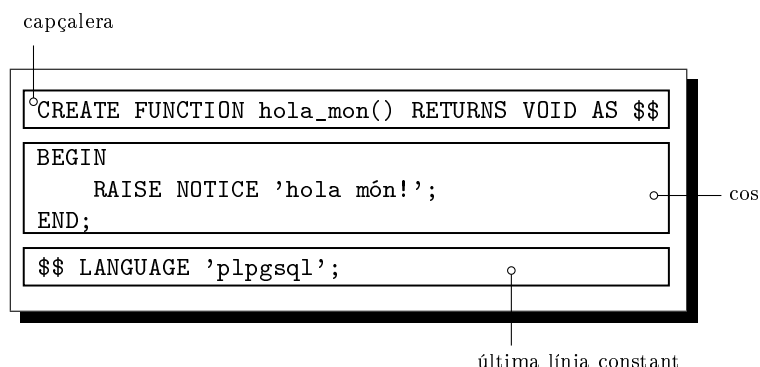 capçalera
CREATE FUNCTION hola_mon() RETURNS VOID AS $$
BEGIN
RAISE NOTICE ’hola món!’;
cos
END;
$$ LANGUAGE ’plpgsql’;
última línia constant